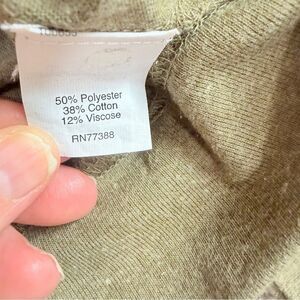 50% Polyester
38% Cotton
12% Viscose
RN77388